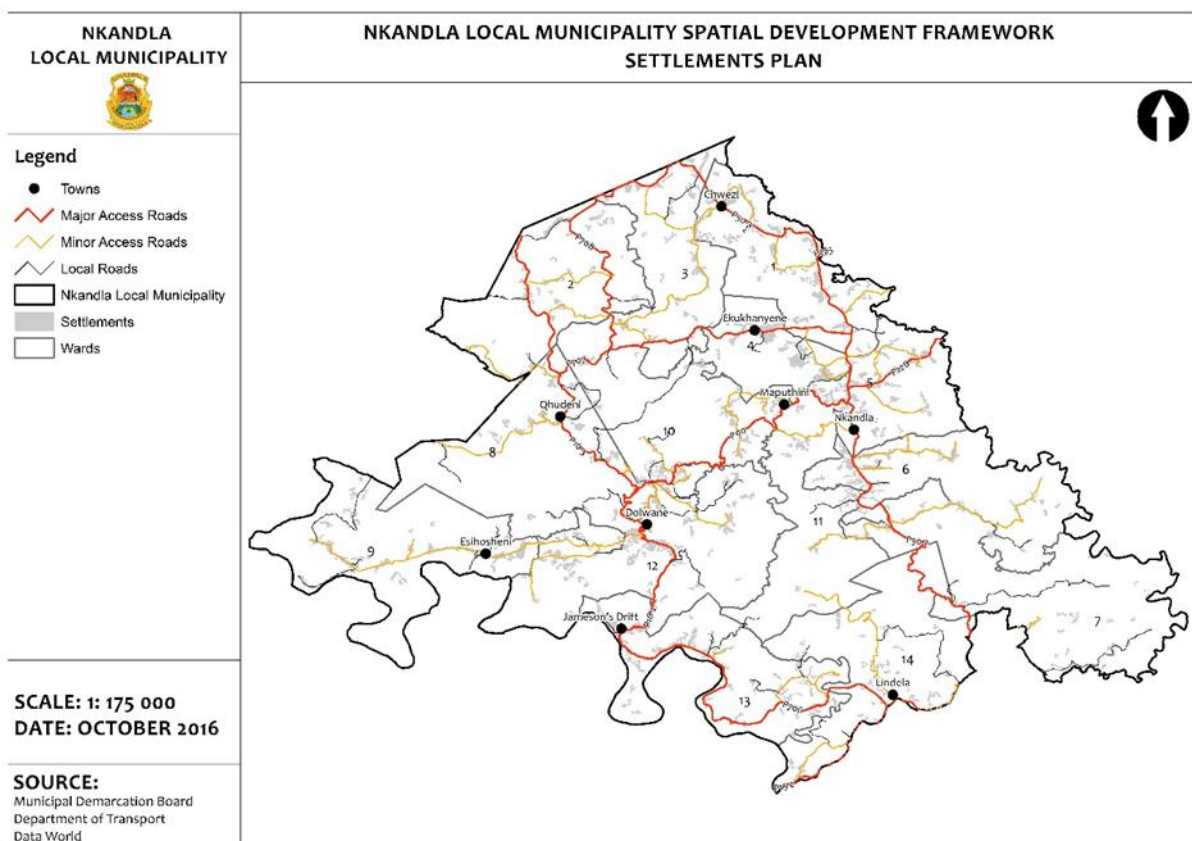 NKANDLA
LOCAL MUNICIPALITY
NKANDLA LOCAL MUNICIPALITY SPATIAL DEVELOPMENT FRAMEWORK
SETTLEMENTS PLAN
Legend
Towns
Major Access Roads
Minor Access Roads
Local Roads
Nkandla Local Municipality
Settlements
Wards
SCALE: 1: 175 000
DATE: OCTOBER 2016
SOURCE:
Municipal Demarcation Board
Department of Transport
Data World
Chwezi
1
3
2
Ekukhanyene
4
5
Maputhini
Qhudeni
Nkandla
10
8
6
Dolwane
11
Esihosheni
9
12
Jameson's Drift
7
14
Lindela
13